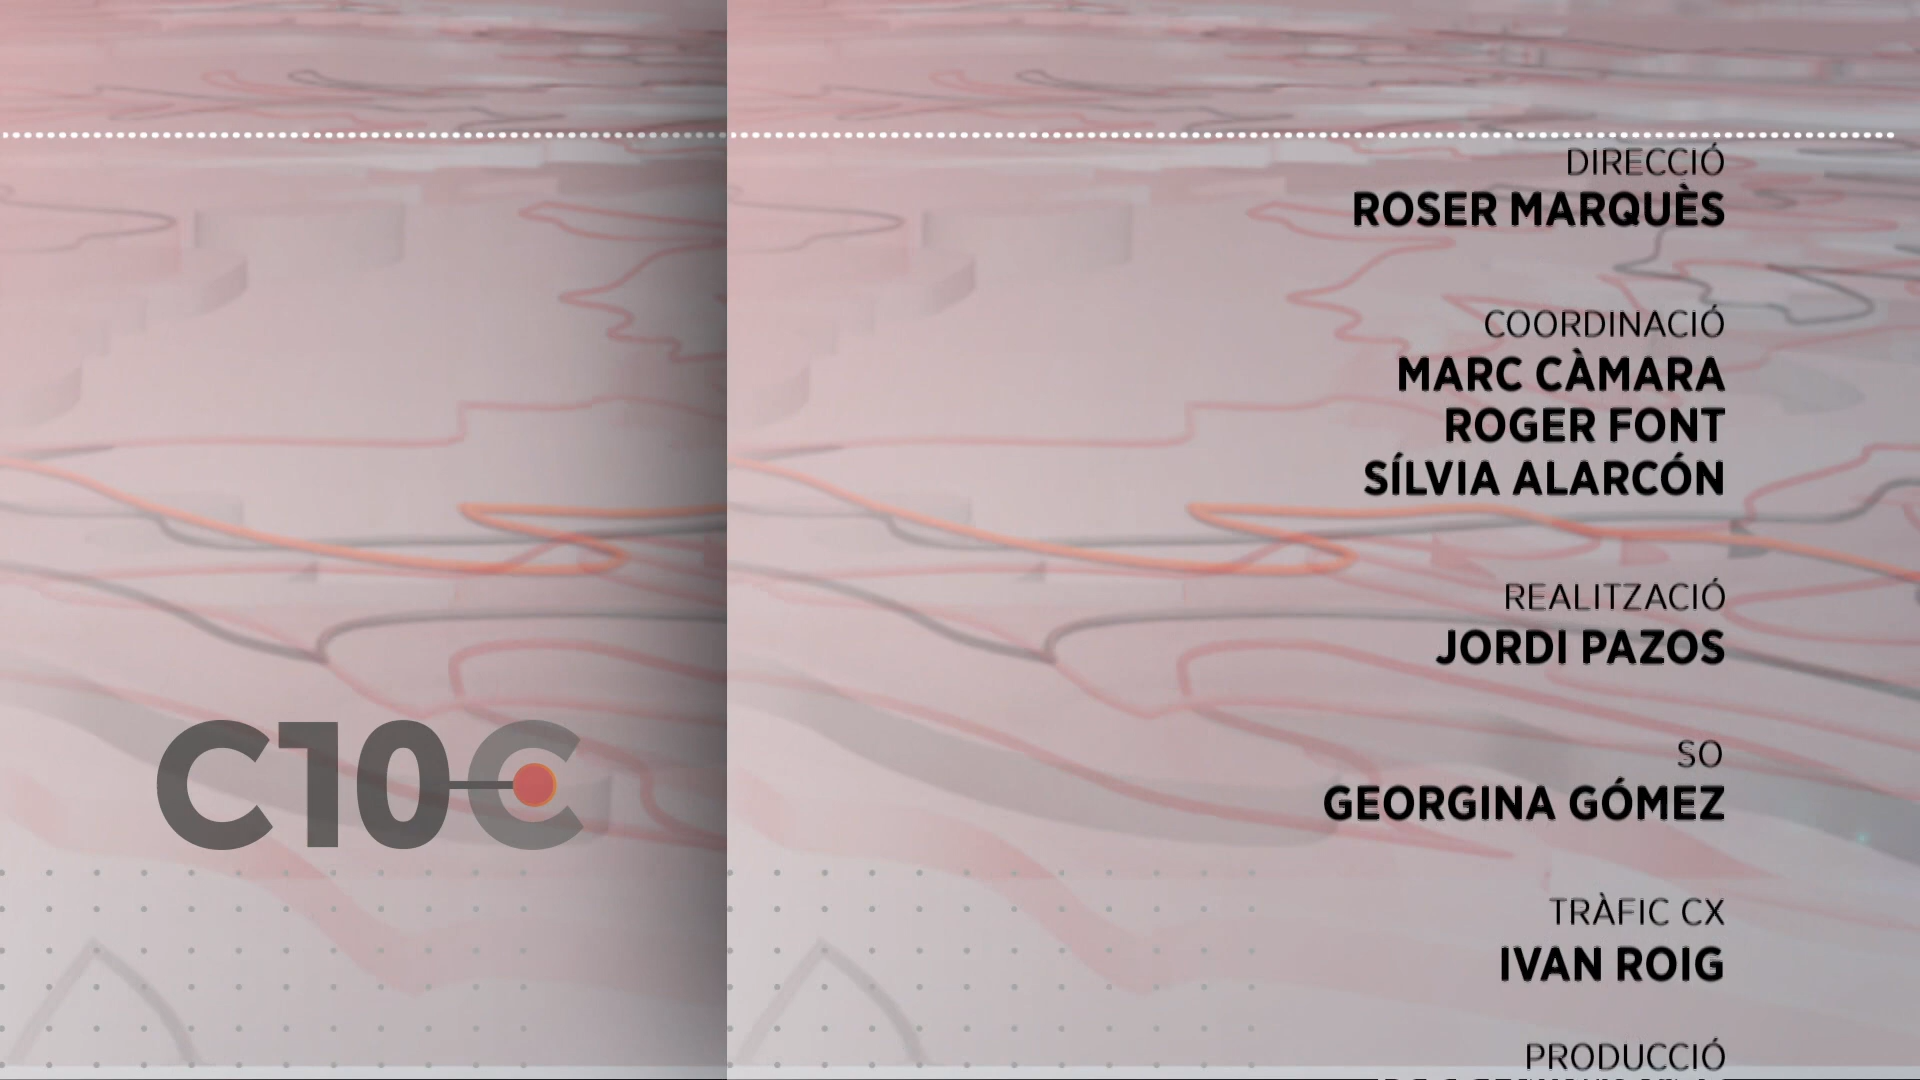 DIRECCIÓ
ROSER MARQUÈS
COORDINACIÓ
MARC CÀMARA
ROGER FONT
SÍLVIA ALARCÓN
REALITZACIÓ
JORDI PAZOS
C10C
SO
GEORGINA GÓMEZ
TRÀFIC CX
IVAN ROIG
PRODUCCIÓ